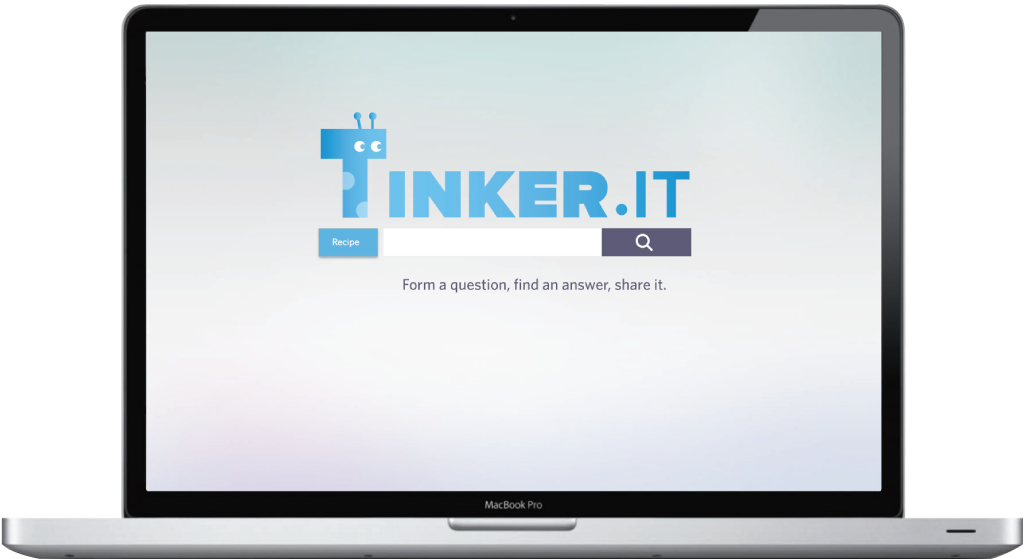 TINKER.IT
Recipe
Form a question, find an answer, share it.
MacBook Pro